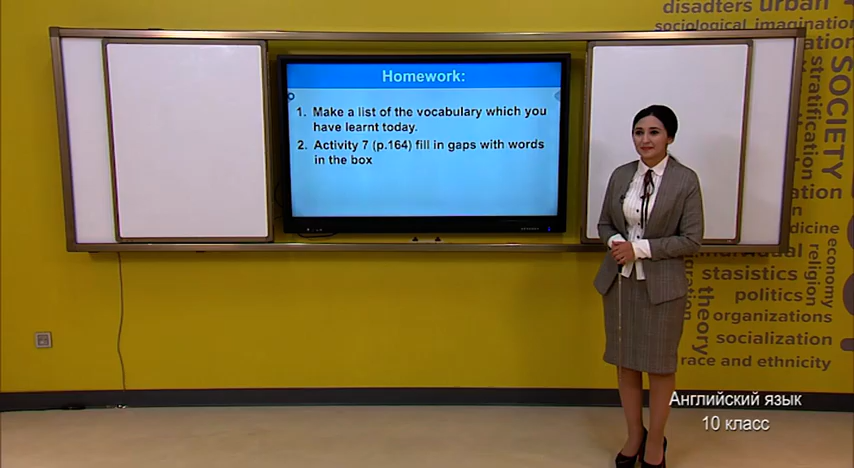 Homework:
1. Make a list of the vocabulary which you
have learnt today.
2. Activity 7 (p.164) fill in gaps with words
in the box
disadters urban
sociological imagination
stratification
SOCIETY
religion
economy
stasistics
politics
theory
organizations
socialization
race and ethnicity
Английский язык
10 класс